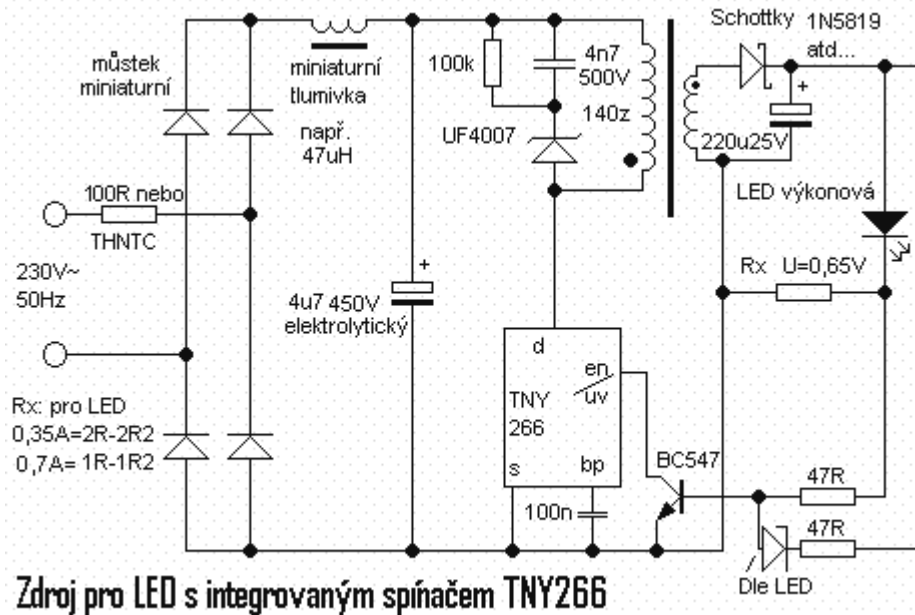 Schottky 1N5819
atd...
můstek
miniaturní
miniaturní
tlumivka
např.
47uH
100k
4n7
500V
140z
UF4007
220u25V
100R nebo
THNTC
LED výkonová
230V~
50Hz
Rx U=0,65V
+
+
4u7 450V
elektrolytický
d
en
uv
TNY
266
s
bp
Rx: pro LED
0,35A=2R-2R2
0,7A= 1R-1R2
BC547
47R
100n
47R
Dle LED
Zdroj pro LED s integrovaným spínačem TNY266